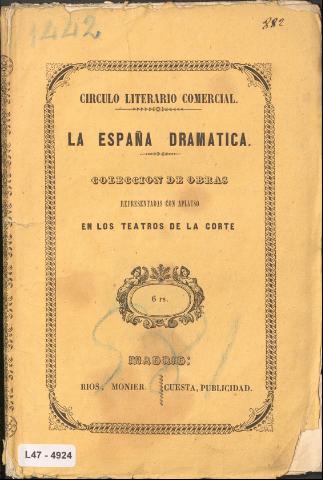 1442
882
CIRCULO LITERARIO COMERCIAL.
LA ESPAÑA DRAMATICA.
COLECCION DE OBRAS
REPRESENTADAS CON APLAUSO
EN LOS TEATROS DE LA CORTE
6 rs.
MADRID:
RIOS, MONIER. CUESTA, PUBLICIDAD.
L47 - 4924